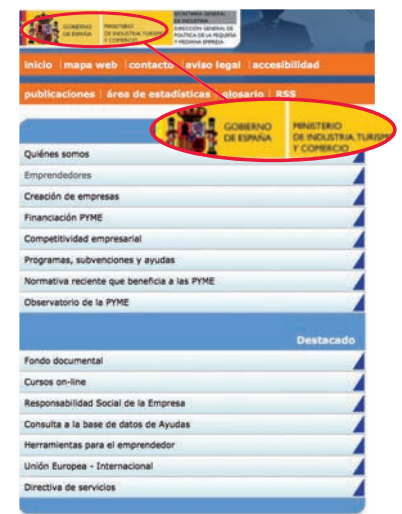 GOBIERNO
DE ESPAÑA
MINISTERIO
DE INDUSTRIA, TURISMO
Y COMERCIO
SECRETARÍA GENERAL
DE INDUSTRIA
DIRECCIÓN GENERAL DE
POLÍTICA DE LA PEQUEÑA
Y MEDIANA EMPRESA
inicio | mapa web | contacto | aviso legal | accesibilidad
publicaciones | área de estadísticas | glosario | RSS
GOBIERNO
DE ESPAÑA
MINISTERIO
DE INDUSTRIA, TURISMO
Y COMERCIO
Quiénes somos
Emprendedores
Creación de empresas
Financiación PYME
Competitividad empresarial
Programas, subvenciones y ayudas
Normativa reciente que beneficia a las PYME
Observatorio de la PYME
Destacado
Fondo documental
Cursos on-line
Responsabilidad Social de la Empresa
Consulta a la base de datos de Ayudas
Herramientas para el emprendedor
Unión Europea - Internacional
Directiva de servicios